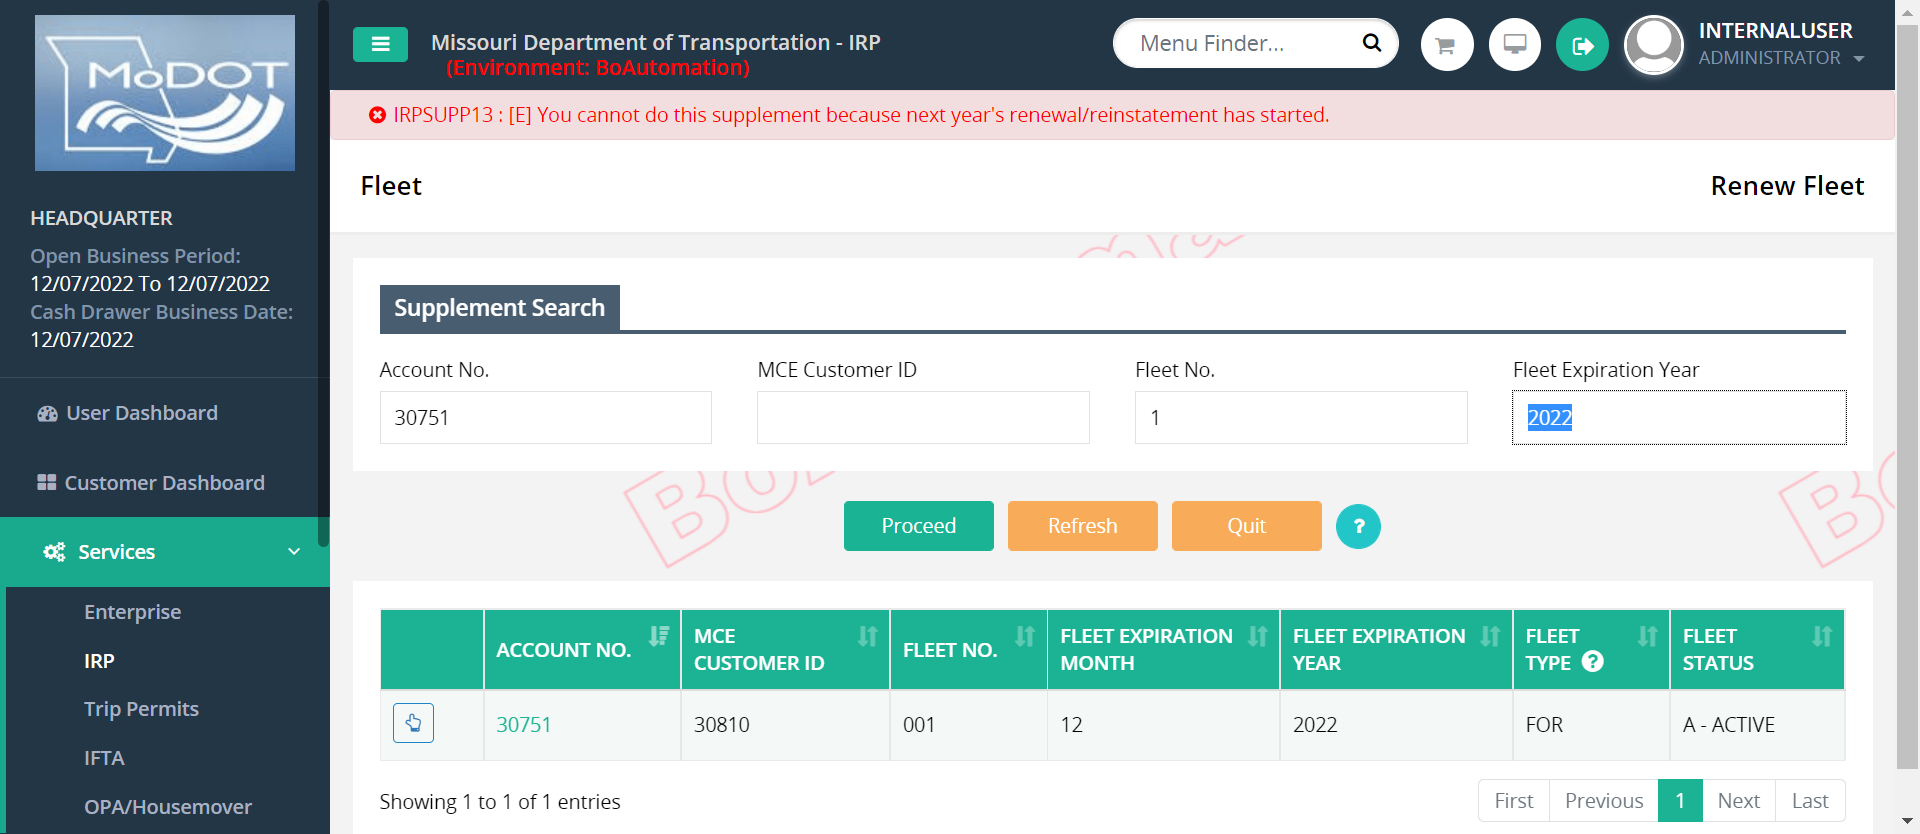 MoDOT
HEADQUARTER
Open Business Period:
12/07/2022 To 12/07/2022
Cash Drawer Business Date:
12/07/2022
User Dashboard
Customer Dashboard
Services
Enterprise
IRP
Trip Permits
IFTA
OPA/Housemover
Missouri Department of Transportation - IRP
(Environment: BoAutomation)
Menu Finder...
INTERNALUSER
ADMINISTRATOR
IRPSUPP13 : [E] You cannot do this supplement because next year's renewal/reinstatement has started.
Fleet
Renew Fleet
Supplement Search
Account No.
MCE Customer ID
Fleet No.
Fleet Expiration Year
30751
1
2022
Proceed
Refresh
Quit
?
ACCOUNT NO.
MCE
CUSTOMER ID
FLEET NO.
FLEET EXPIRATION
MONTH
FLEET EXPIRATION
YEAR
FLEET
TYPE ?
FLEET
STATUS
30751
30810
001
12
2022
FOR
A - ACTIVE
Showing 1 to 1 of 1 entries
First
Previous
1
Next
Last